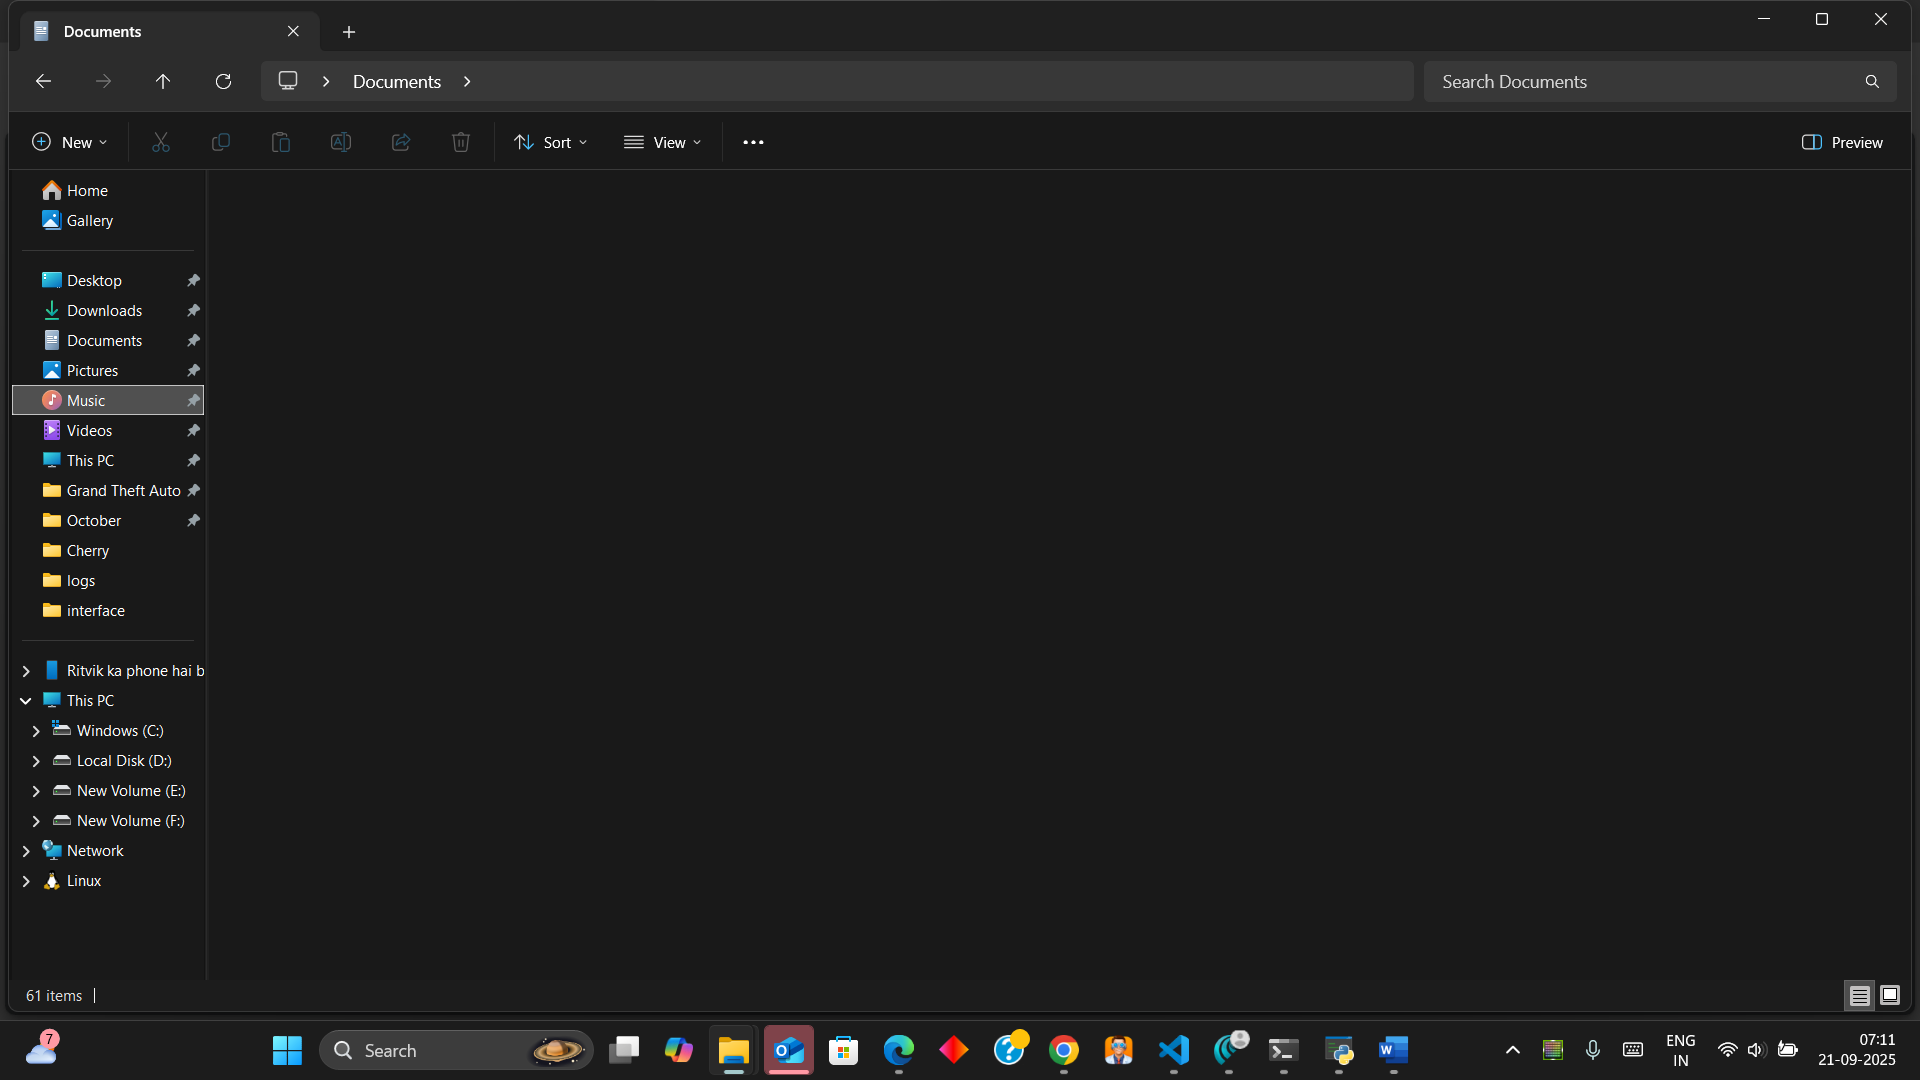 Documents
Documents
Search Documents
New
Sort
View
Preview
Home
Gallery
Desktop
Downloads
Documents
Pictures
Music
Videos
This PC
Grand Theft Auto
October
Cherry
logs
interface
Ritvik ka phone hai b
This PC
Windows (C:)
Local Disk (D:)
New Volume (E:)
New Volume (F:)
Network
Linux
61 items
7
Search
ENG
IN
07:11
21-09-2025